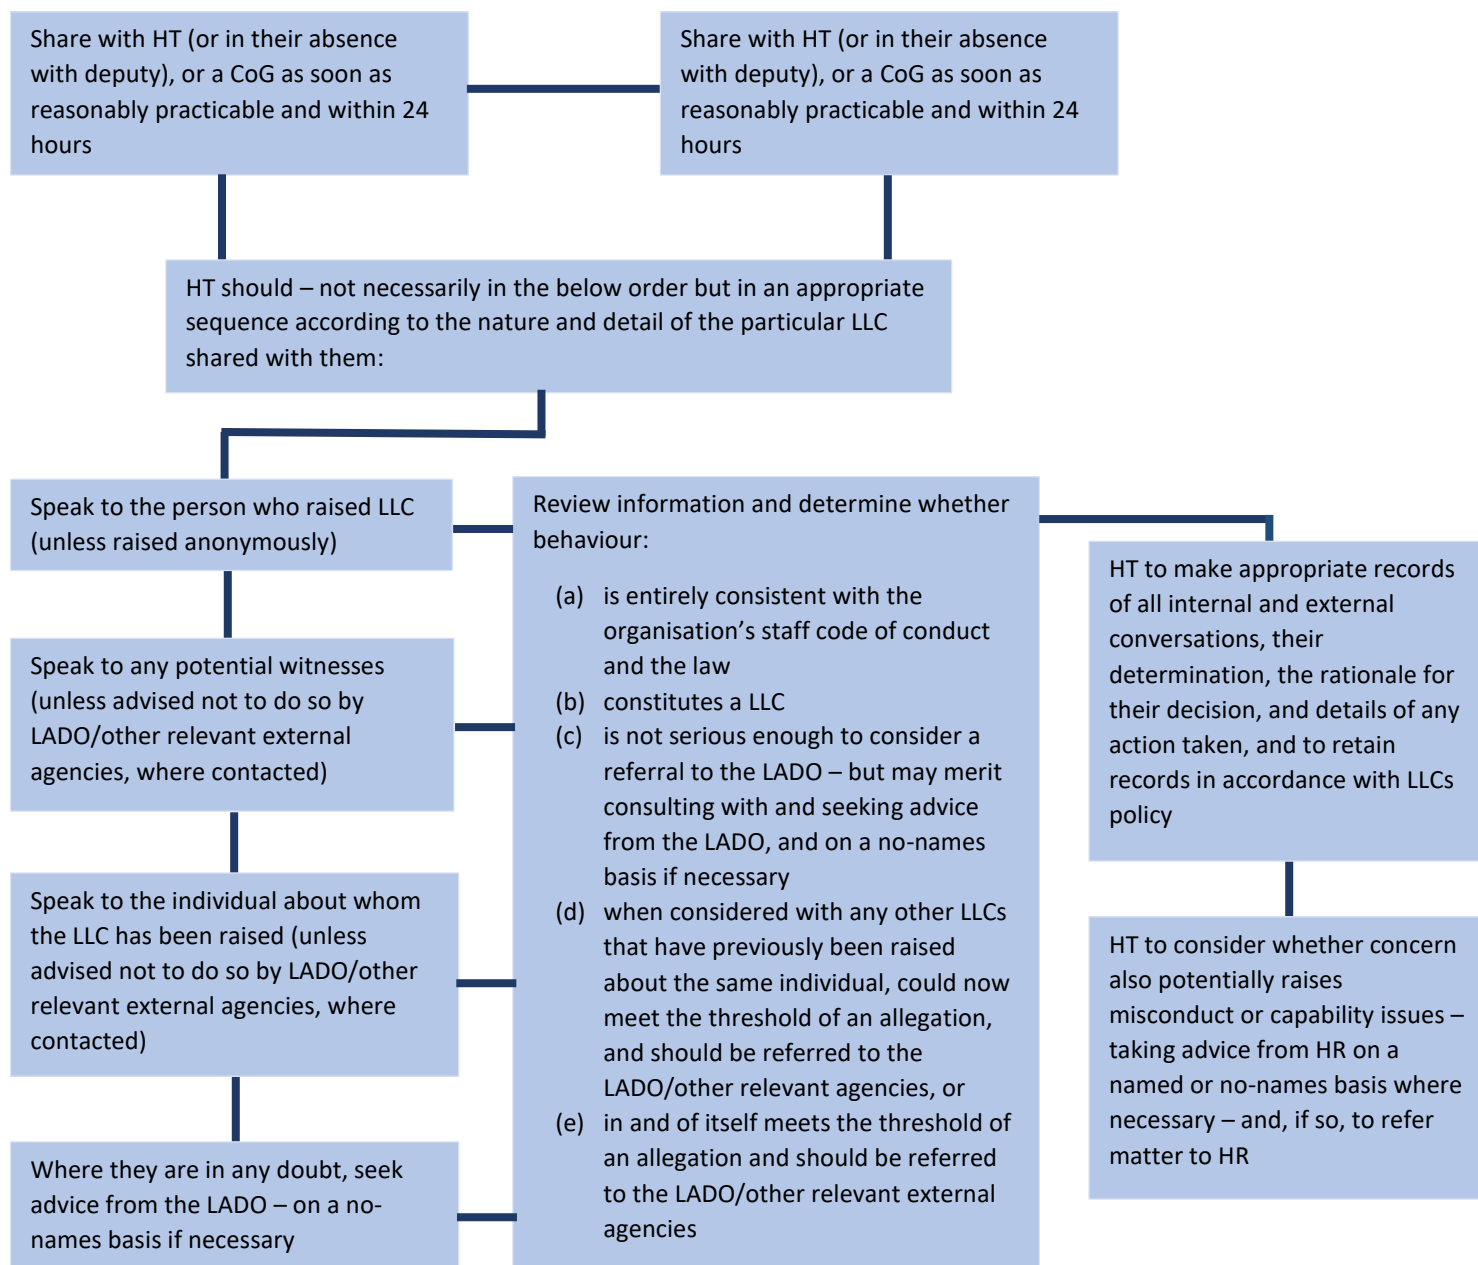 Share with HT (or in their absence
with deputy), or a CoG as soon as
reasonably practicable and within 24
hours
Share with HT (or in their absence
with deputy), or a CoG as soon as
reasonably practicable and within 24
hours
HT should – not necessarily in the below order but in an appropriate
sequence according to the nature and detail of the particular LLC
shared with them:
Speak to the person who raised LLC
(unless raised anonymously)
Speak to any potential witnesses
(unless advised not to do so by
LADO/other relevant external
agencies, where contacted)
Speak to the individual about whom
the LLC has been raised (unless
advised not to do so by LADO/other
relevant external agencies, where
contacted)
Where they are in any doubt, seek
advice from the LADO – on a no-
names basis if necessary
Review information and determine whether
behaviour:
(a) is entirely consistent with the
organisation’s staff code of conduct
and the law
(b) constitutes a LLC
(c) is not serious enough to consider a
referral to the LADO – but may merit
consulting with and seeking advice
from the LADO, and on a no-names
basis if necessary
(d) when considered with any other LLCs
that have previously been raised
about the same individual, could now
meet the threshold of an allegation,
and should be referred to the
LADO/other relevant agencies, or
(e) in and of itself meets the threshold of
an allegation and should be referred
to the LADO/other relevant external
agencies
HT to make appropriate records
of all internal and external
conversations, their
determination, the rationale for
their decision, and details of any
action taken, and to retain
records in accordance with LLCs
policy
HT to consider whether concern
also potentially raises
misconduct or capability issues –
taking advice from HR on a
named or no-names basis where
necessary – and, if so, to refer
matter to HR